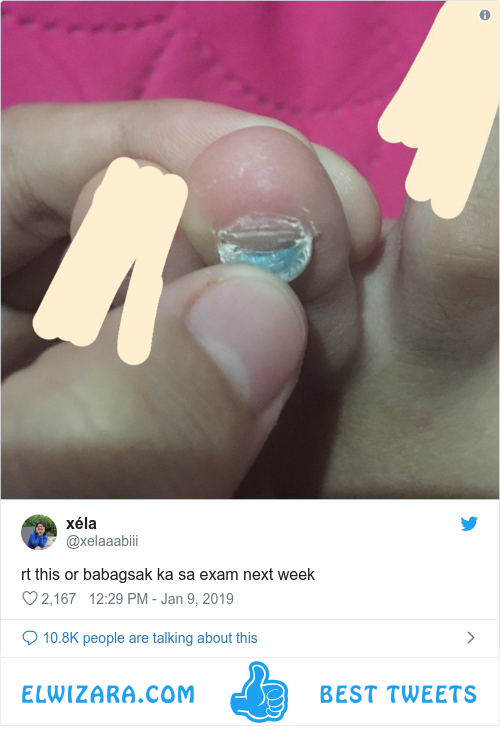 xéla
@xelaaabiii
rt this or babagsak ka sa exam next week
2,167 12:29 PM - Jan 9, 2019
10.8K people are talking about this
ELWIZARA.COM BEST TWEETS